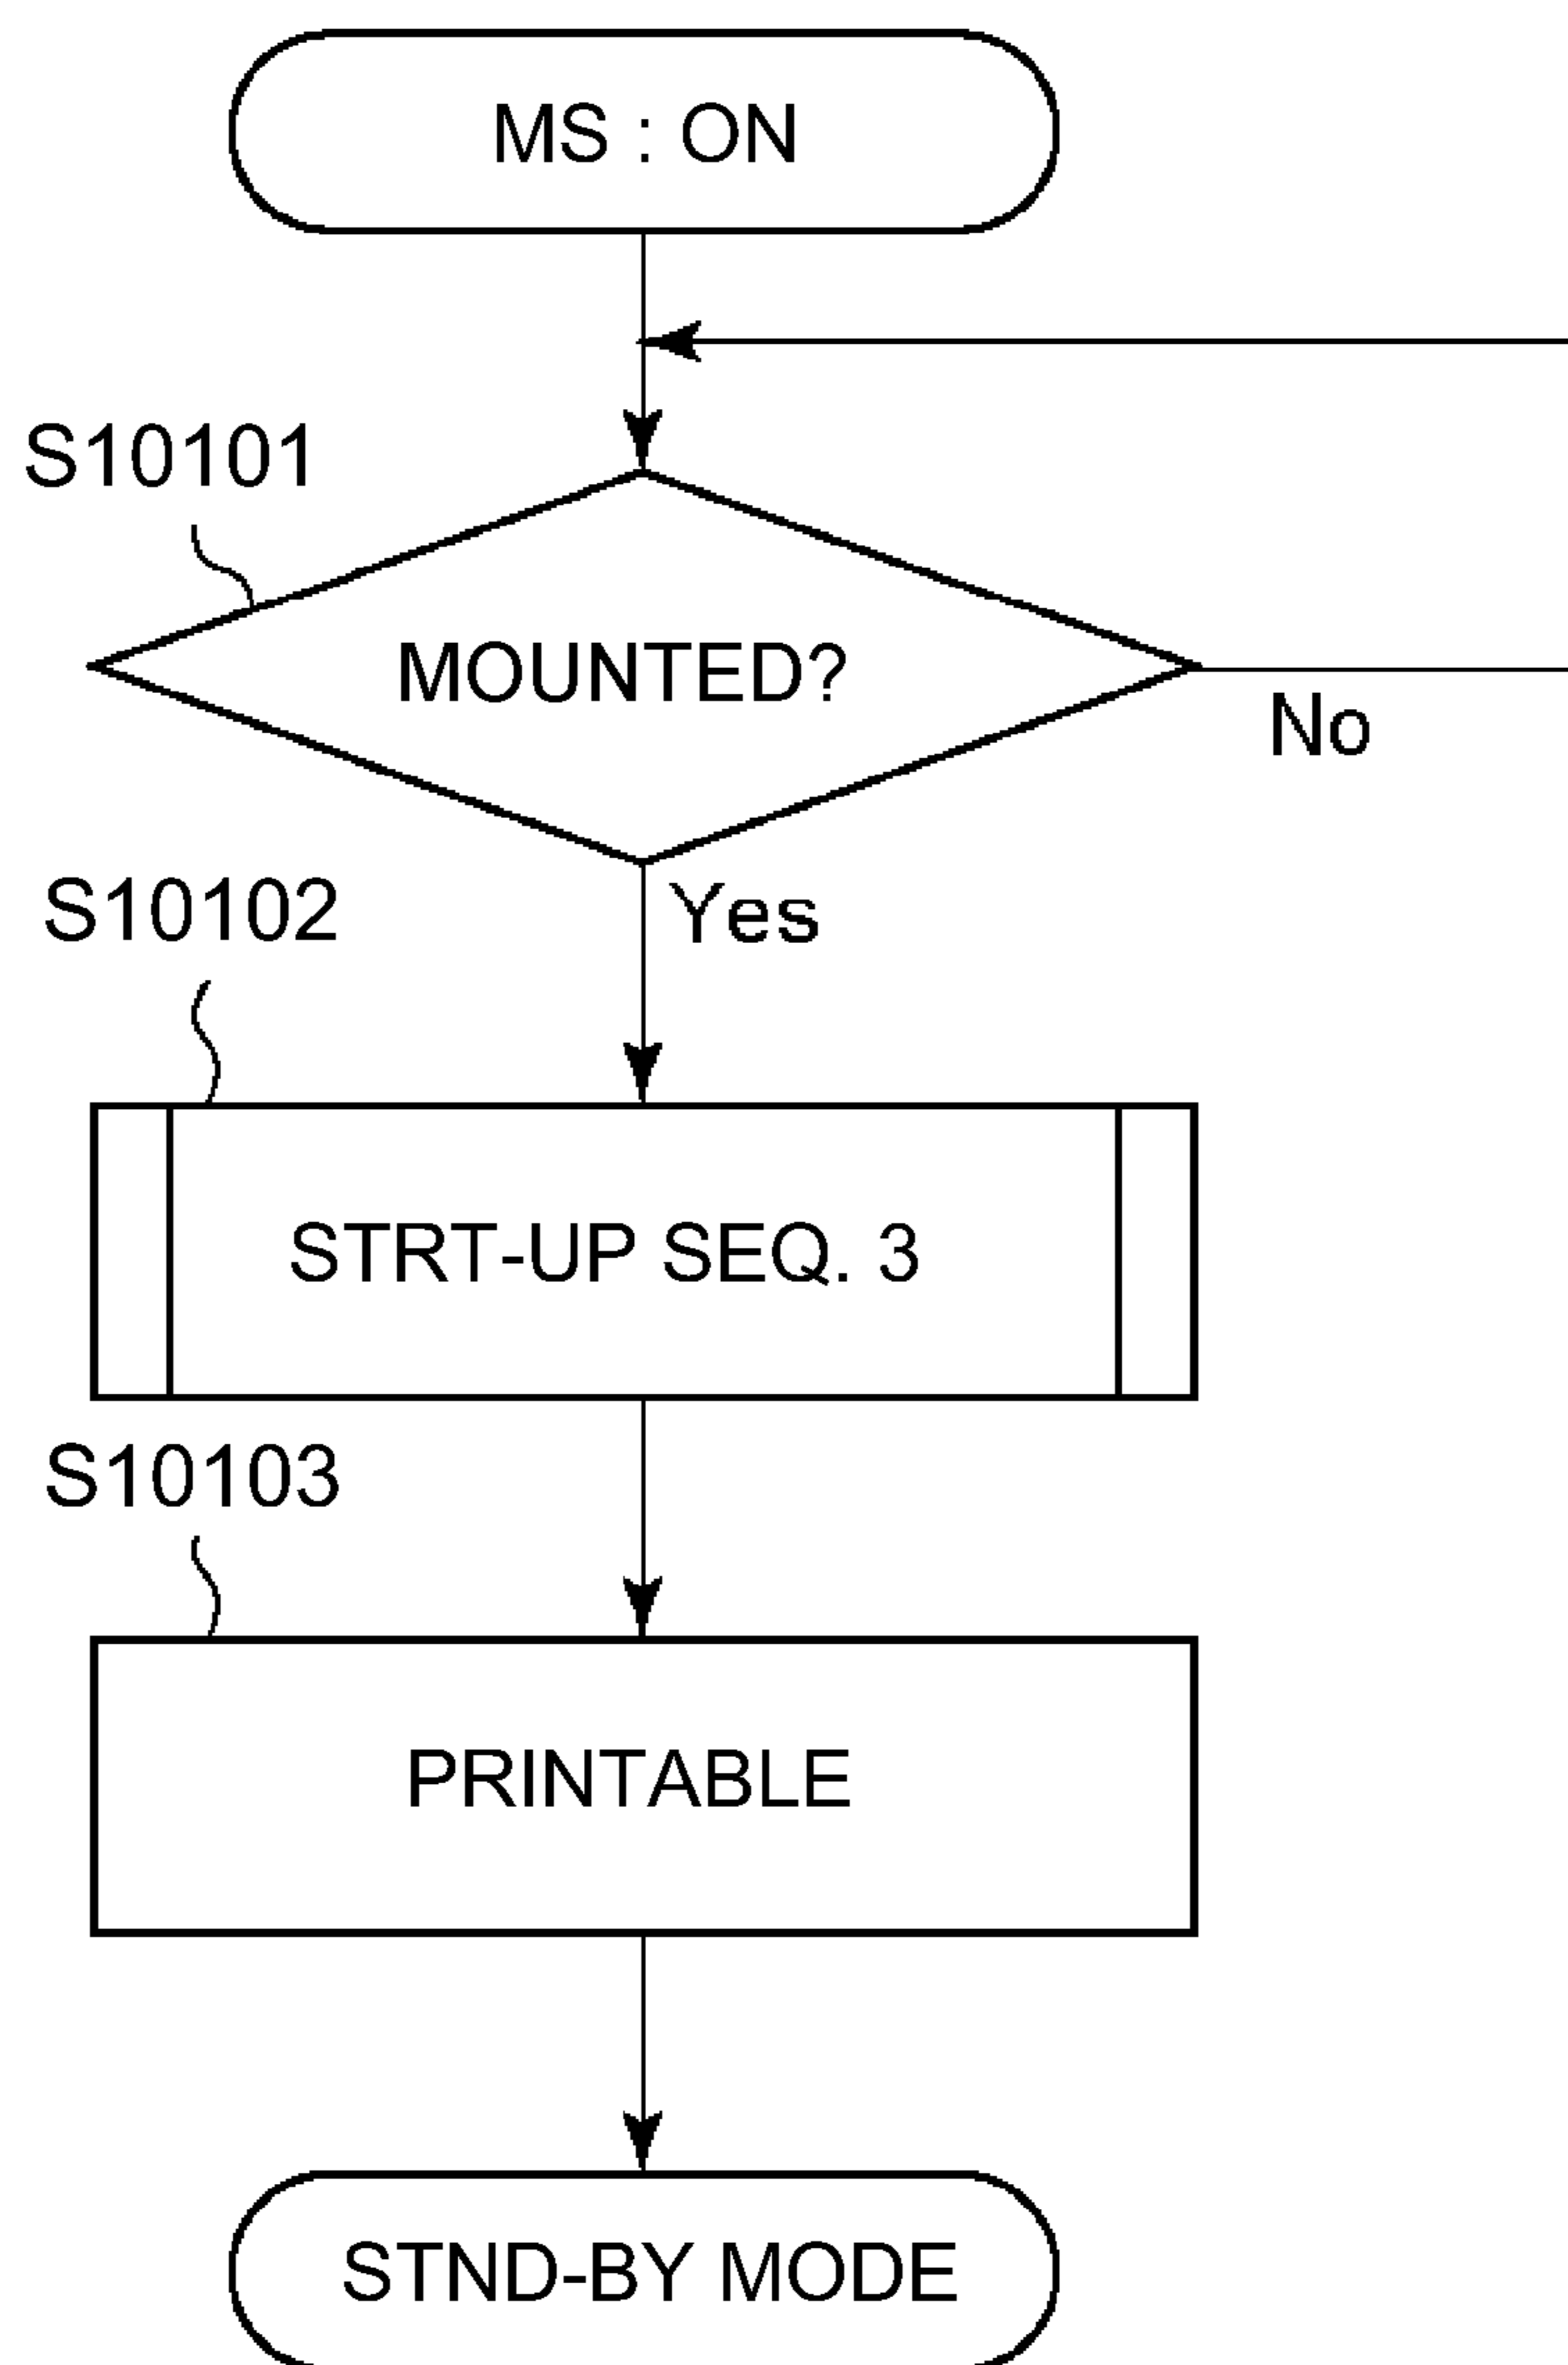 MS : ON
S10101
MOUNTED?
No
S10102
Yes
STRT-UP SEQ. 3
S10103
PRINTABLE
STND-BY MODE